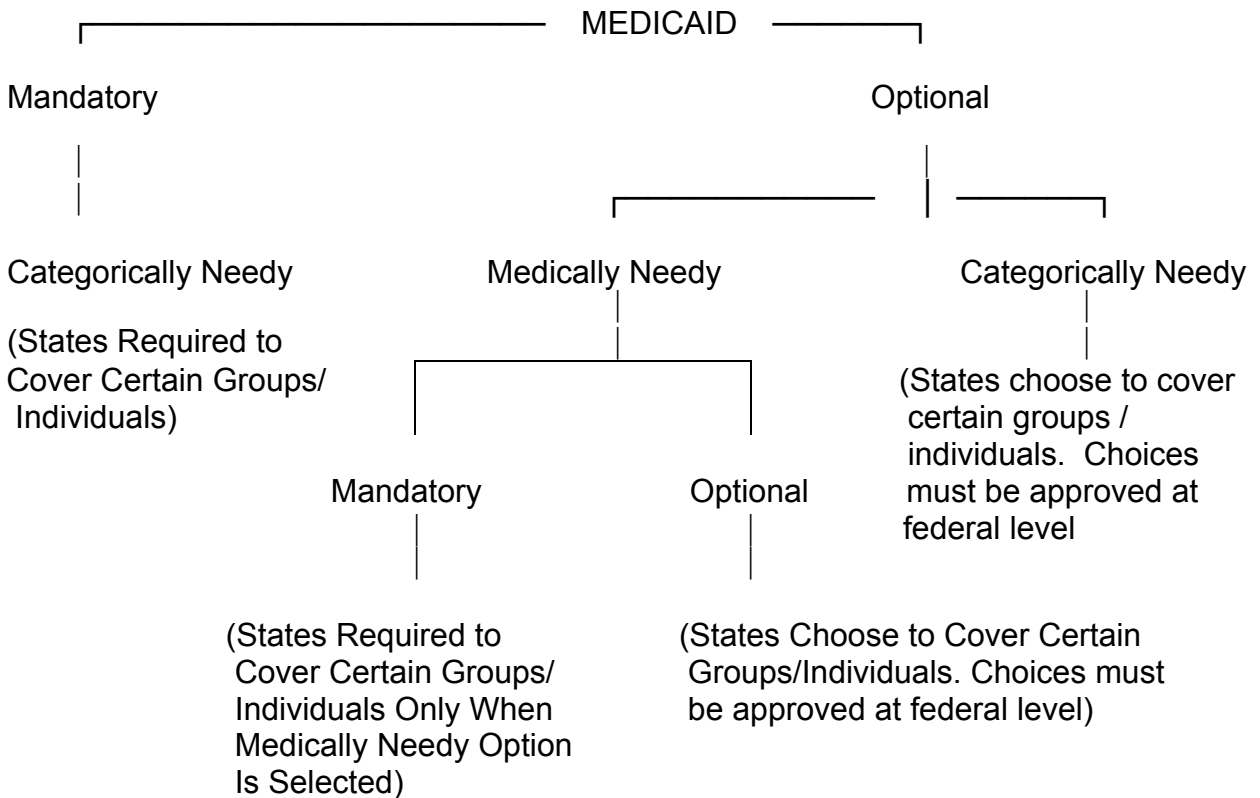 MEDICAID
Mandatory
Optional
Categorically Needy
Medically Needy
Categorically Needy
(States Required to
Cover Certain Groups/
Individuals)
(States choose to cover
certain groups /
individuals. Choices
must be approved at
federal level
Mandatory
Optional
(States Required to
Cover Certain Groups/
Individuals Only When
Medically Needy Option
Is Selected)
(States Choose to Cover Certain
Groups/Individuals. Choices must
be approved at federal level)